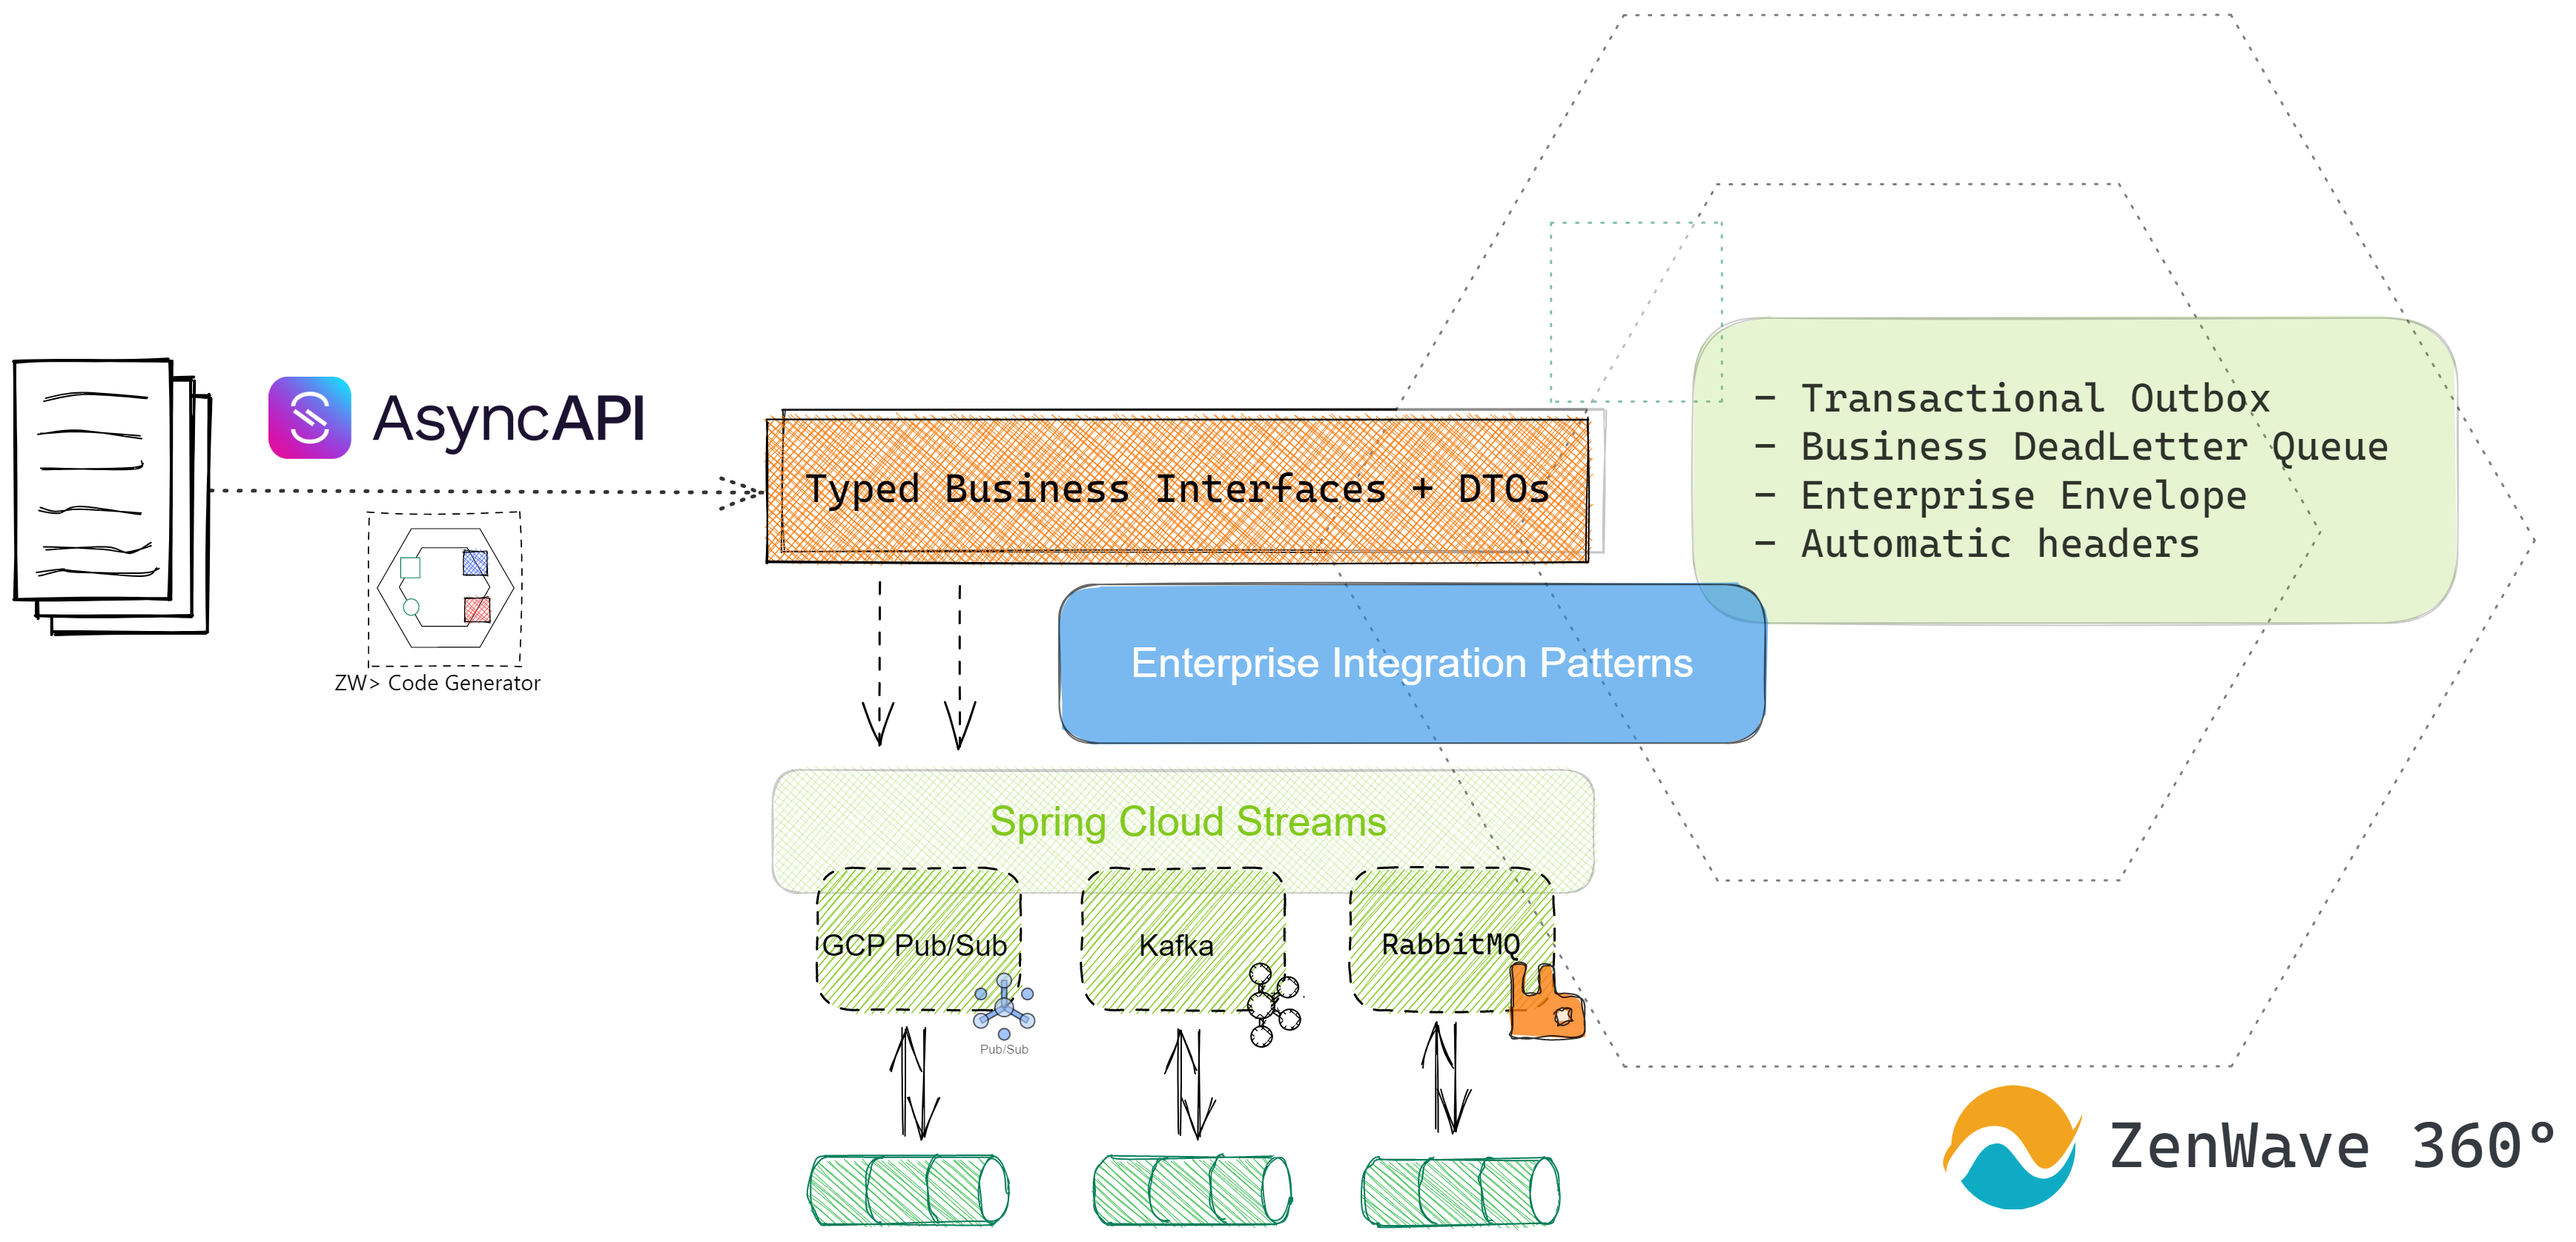 AsyncAPI
ZW> Code Generator
Typed Business Interfaces + DTOs
- Transactional Outbox
- Business DeadLetter Queue
- Enterprise Envelope
- Automatic headers
Enterprise Integration Patterns
Spring Cloud Streams
GCP Pub/Sub
Kafka
RabbitMQ
Pub/Sub
ZenWave 360°